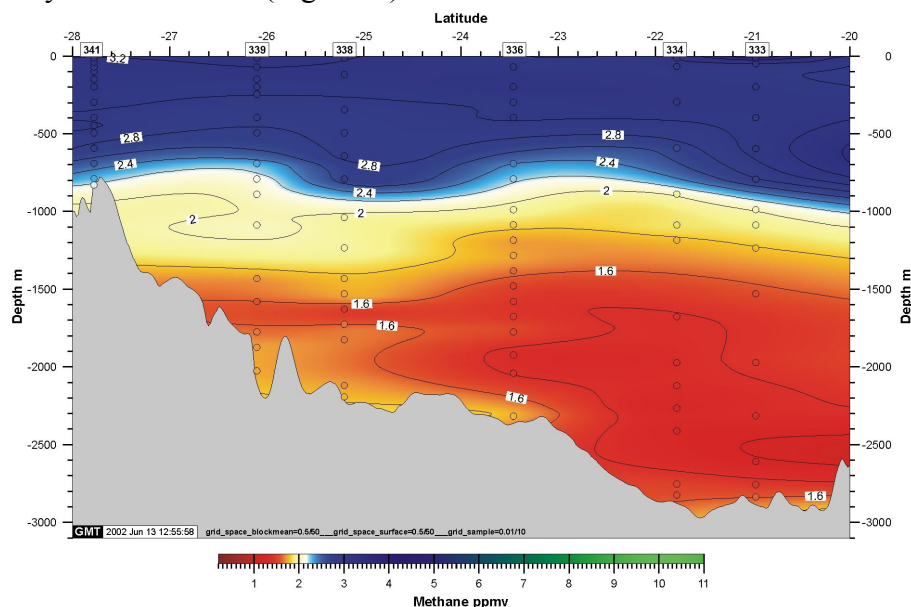 Latitude
-28 -27 -26 -25 -24 -23 -22 -21 -20
341 339 338 336 334 333
0 0
3.2
-500 2.8 2.8 -500
2.8
2.4 2.4
2.4
2
-1000 2 2 -1000
-1500 1.6 -1500
1.6
1.6
-2000 -2000
1.6
-2500 -2500
1.6
-3000 -3000
Depth m
Depth m
GMT 2002 Jun 13 12:55:58 grid_space_blockmean=0.5/50___grid_space_surface=0.5/50___grid_sample=0.01/10
1 2 3 4 5 6 7 8 9 10 11
Methane ppmv